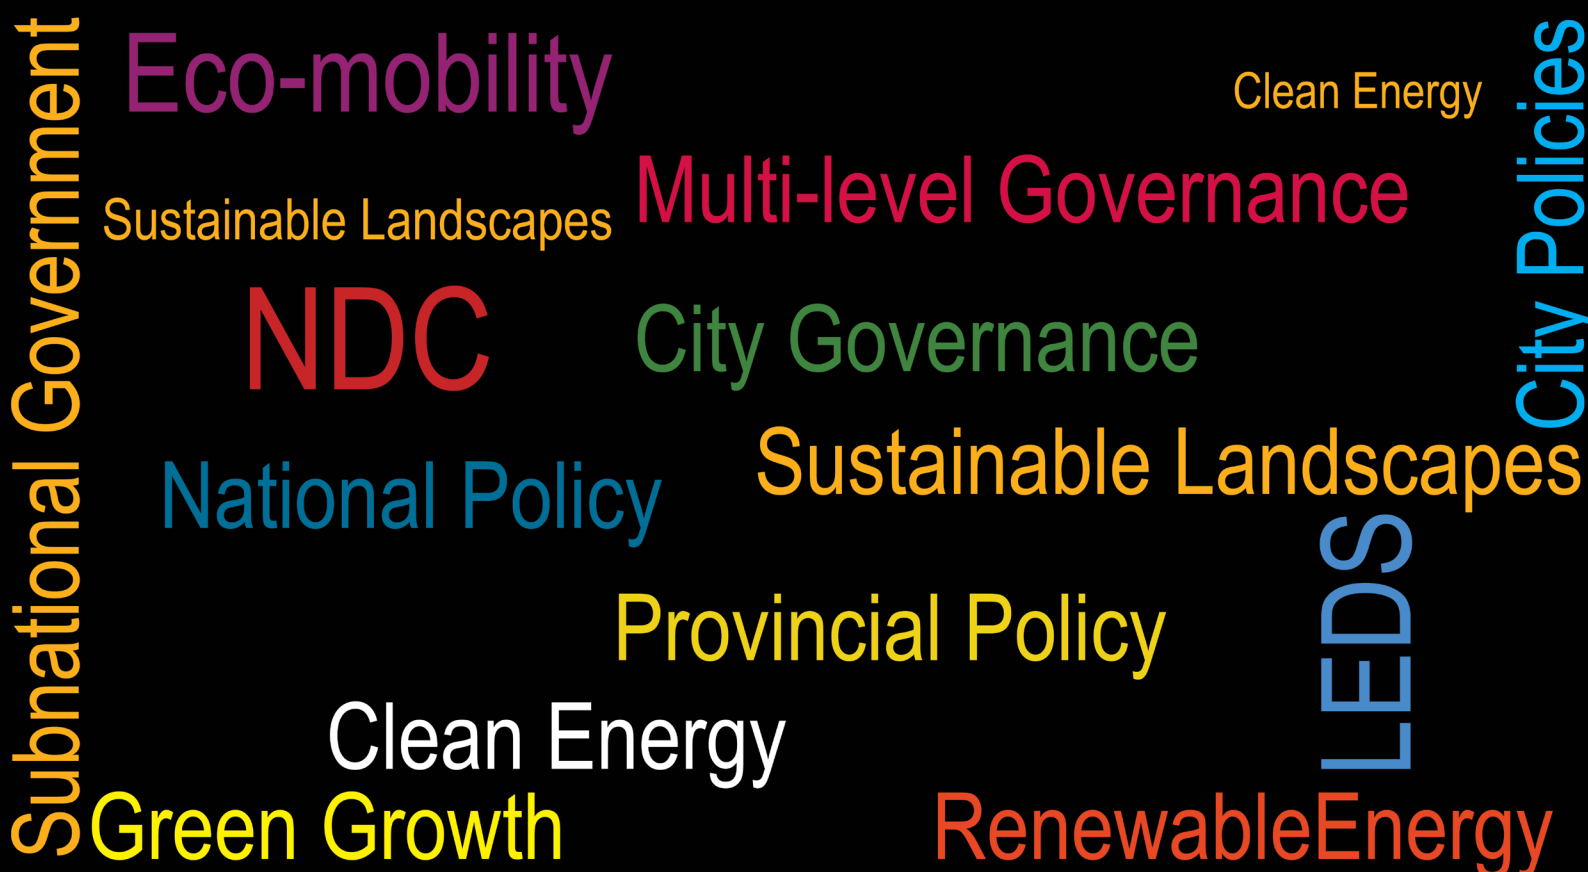 Subnational Government
Eco-mobility
Clean Energy
City Policies
Multi-level Governance
Sustainable Landscapes
NDC
City Governance
Sustainable Landscapes
National Policy
LEDS
Provincial Policy
Clean Energy
Green Growth
RenewableEnergy